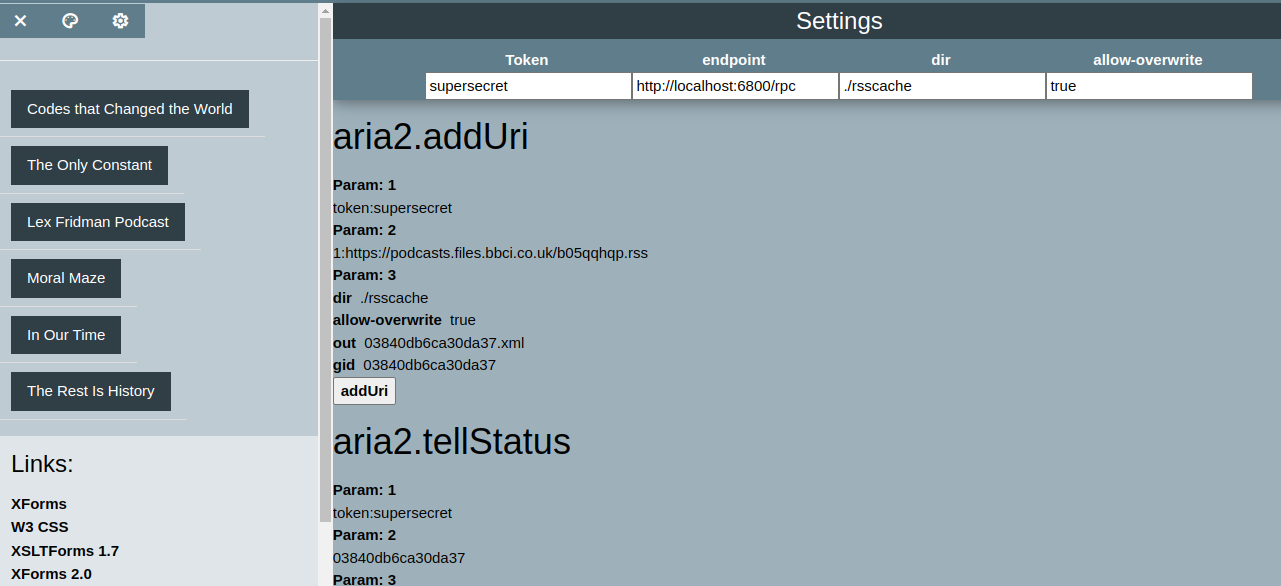 Codes that Changed the World
The Only Constant
Lex Fridman Podcast
Moral Maze
In Our Time
The Rest Is History
Links:
XForms
W3 CSS
XSLTForms 1.7
XForms 2.0
Settings
Token endpoint dir allow-overwrite
supersecret http://localhost:6800/rpc ./rsscache true
aria2.addUri
Param: 1
token:supersecret
Param: 2
1:https://podcasts.files.bbci.co.uk/b05qqhqp.rss
Param: 3
dir ./rsscache
allow-overwrite true
out 03840db6ca30da37.xml
gid 03840db6ca30da37
addUri
aria2.tellStatus
Param: 1
token:supersecret
Param: 2
03840db6ca30da37
Param: 3